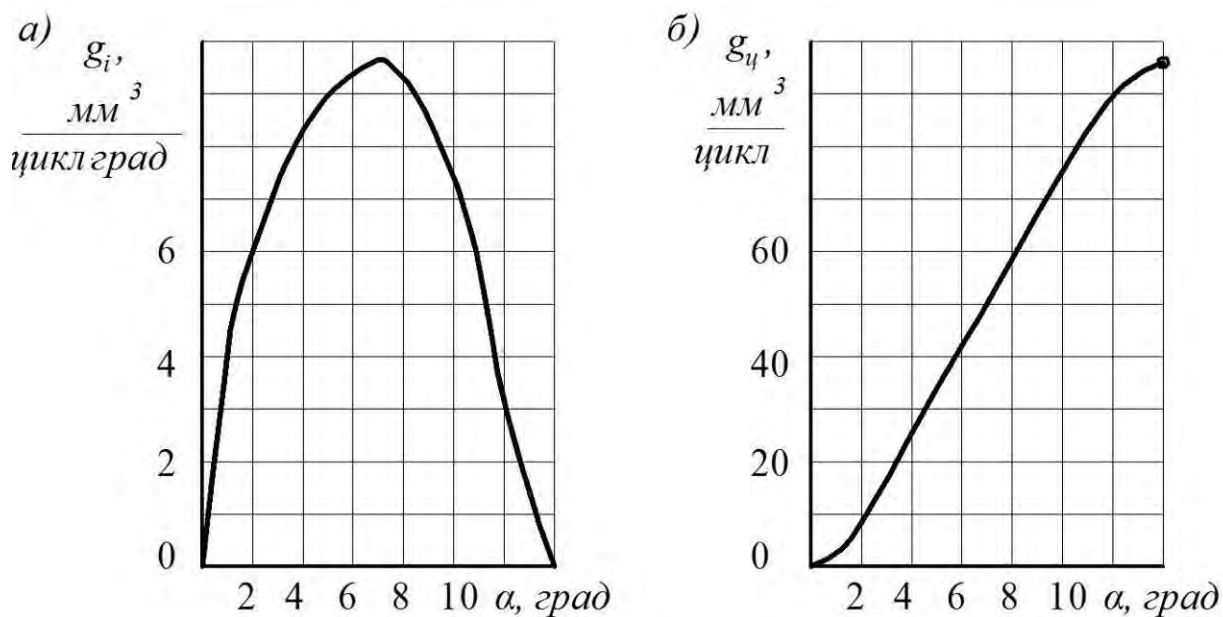 а)
gᵢ,
мм³
цикл град
6
4
2
0
2 4 6 8 10 α, град
б)
g_ц,
мм³
цикл
60
40
20
0
2 4 6 8 10 α, град